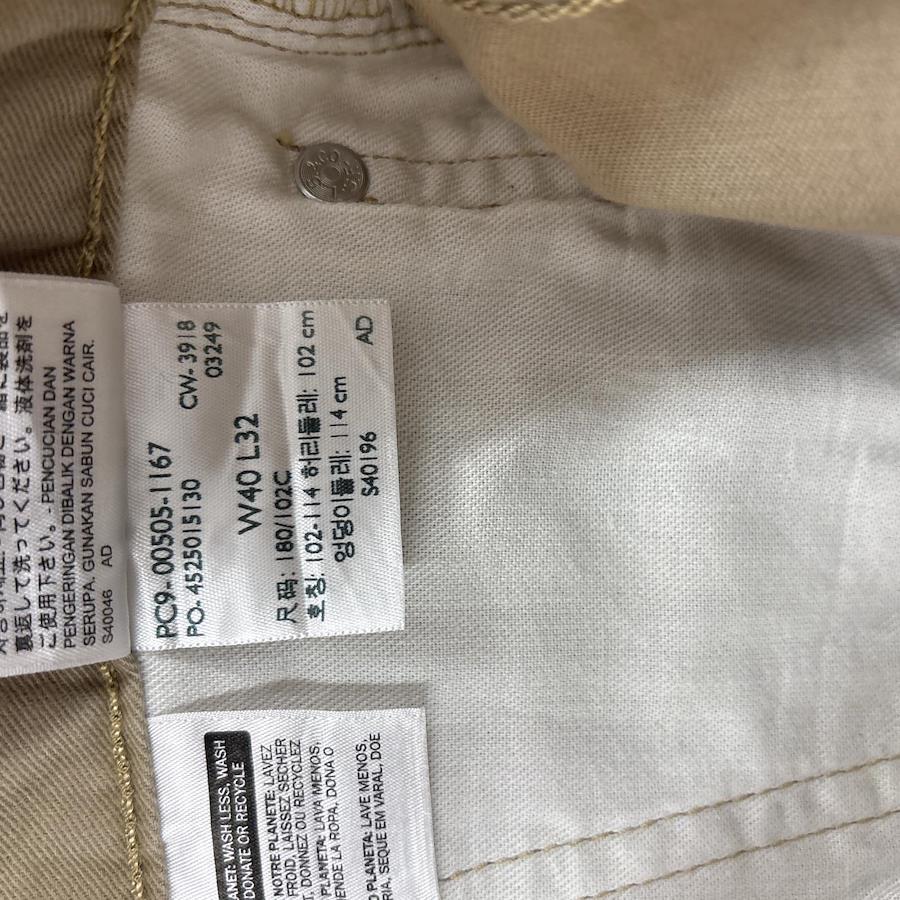 裏返して洗ってください。液体洗剤を
ご使用下さい。- PENCUCIAN DAN
PENGERINGAN DIBALIK DENGAN WARNA
SERUPA. GUNAKAN SABUN CUCI CAIR.
S40046 AD
PC9-00505-1167
PO-4525015130
CW-3918
03249
W40 L32
尺码: 180/102C
호칭: 102-114 허리둘레: 102 cm
엉덩이둘레: 114 cm
S40196 AD
ANET: WASH LESS, WASH
DONATE OR RECYCLE
NOTRE PLANETE: LAVEZ
FROID, LAISSEZ SÉCHER
T, DONNEZ OU RECYCLEZ
PLANETA: LAVA MENOS,
ENDE LA ROPA, DONA O
O PLANETA: LAVE MENOS,
RIA, SEQUE EM VARAL, DOE